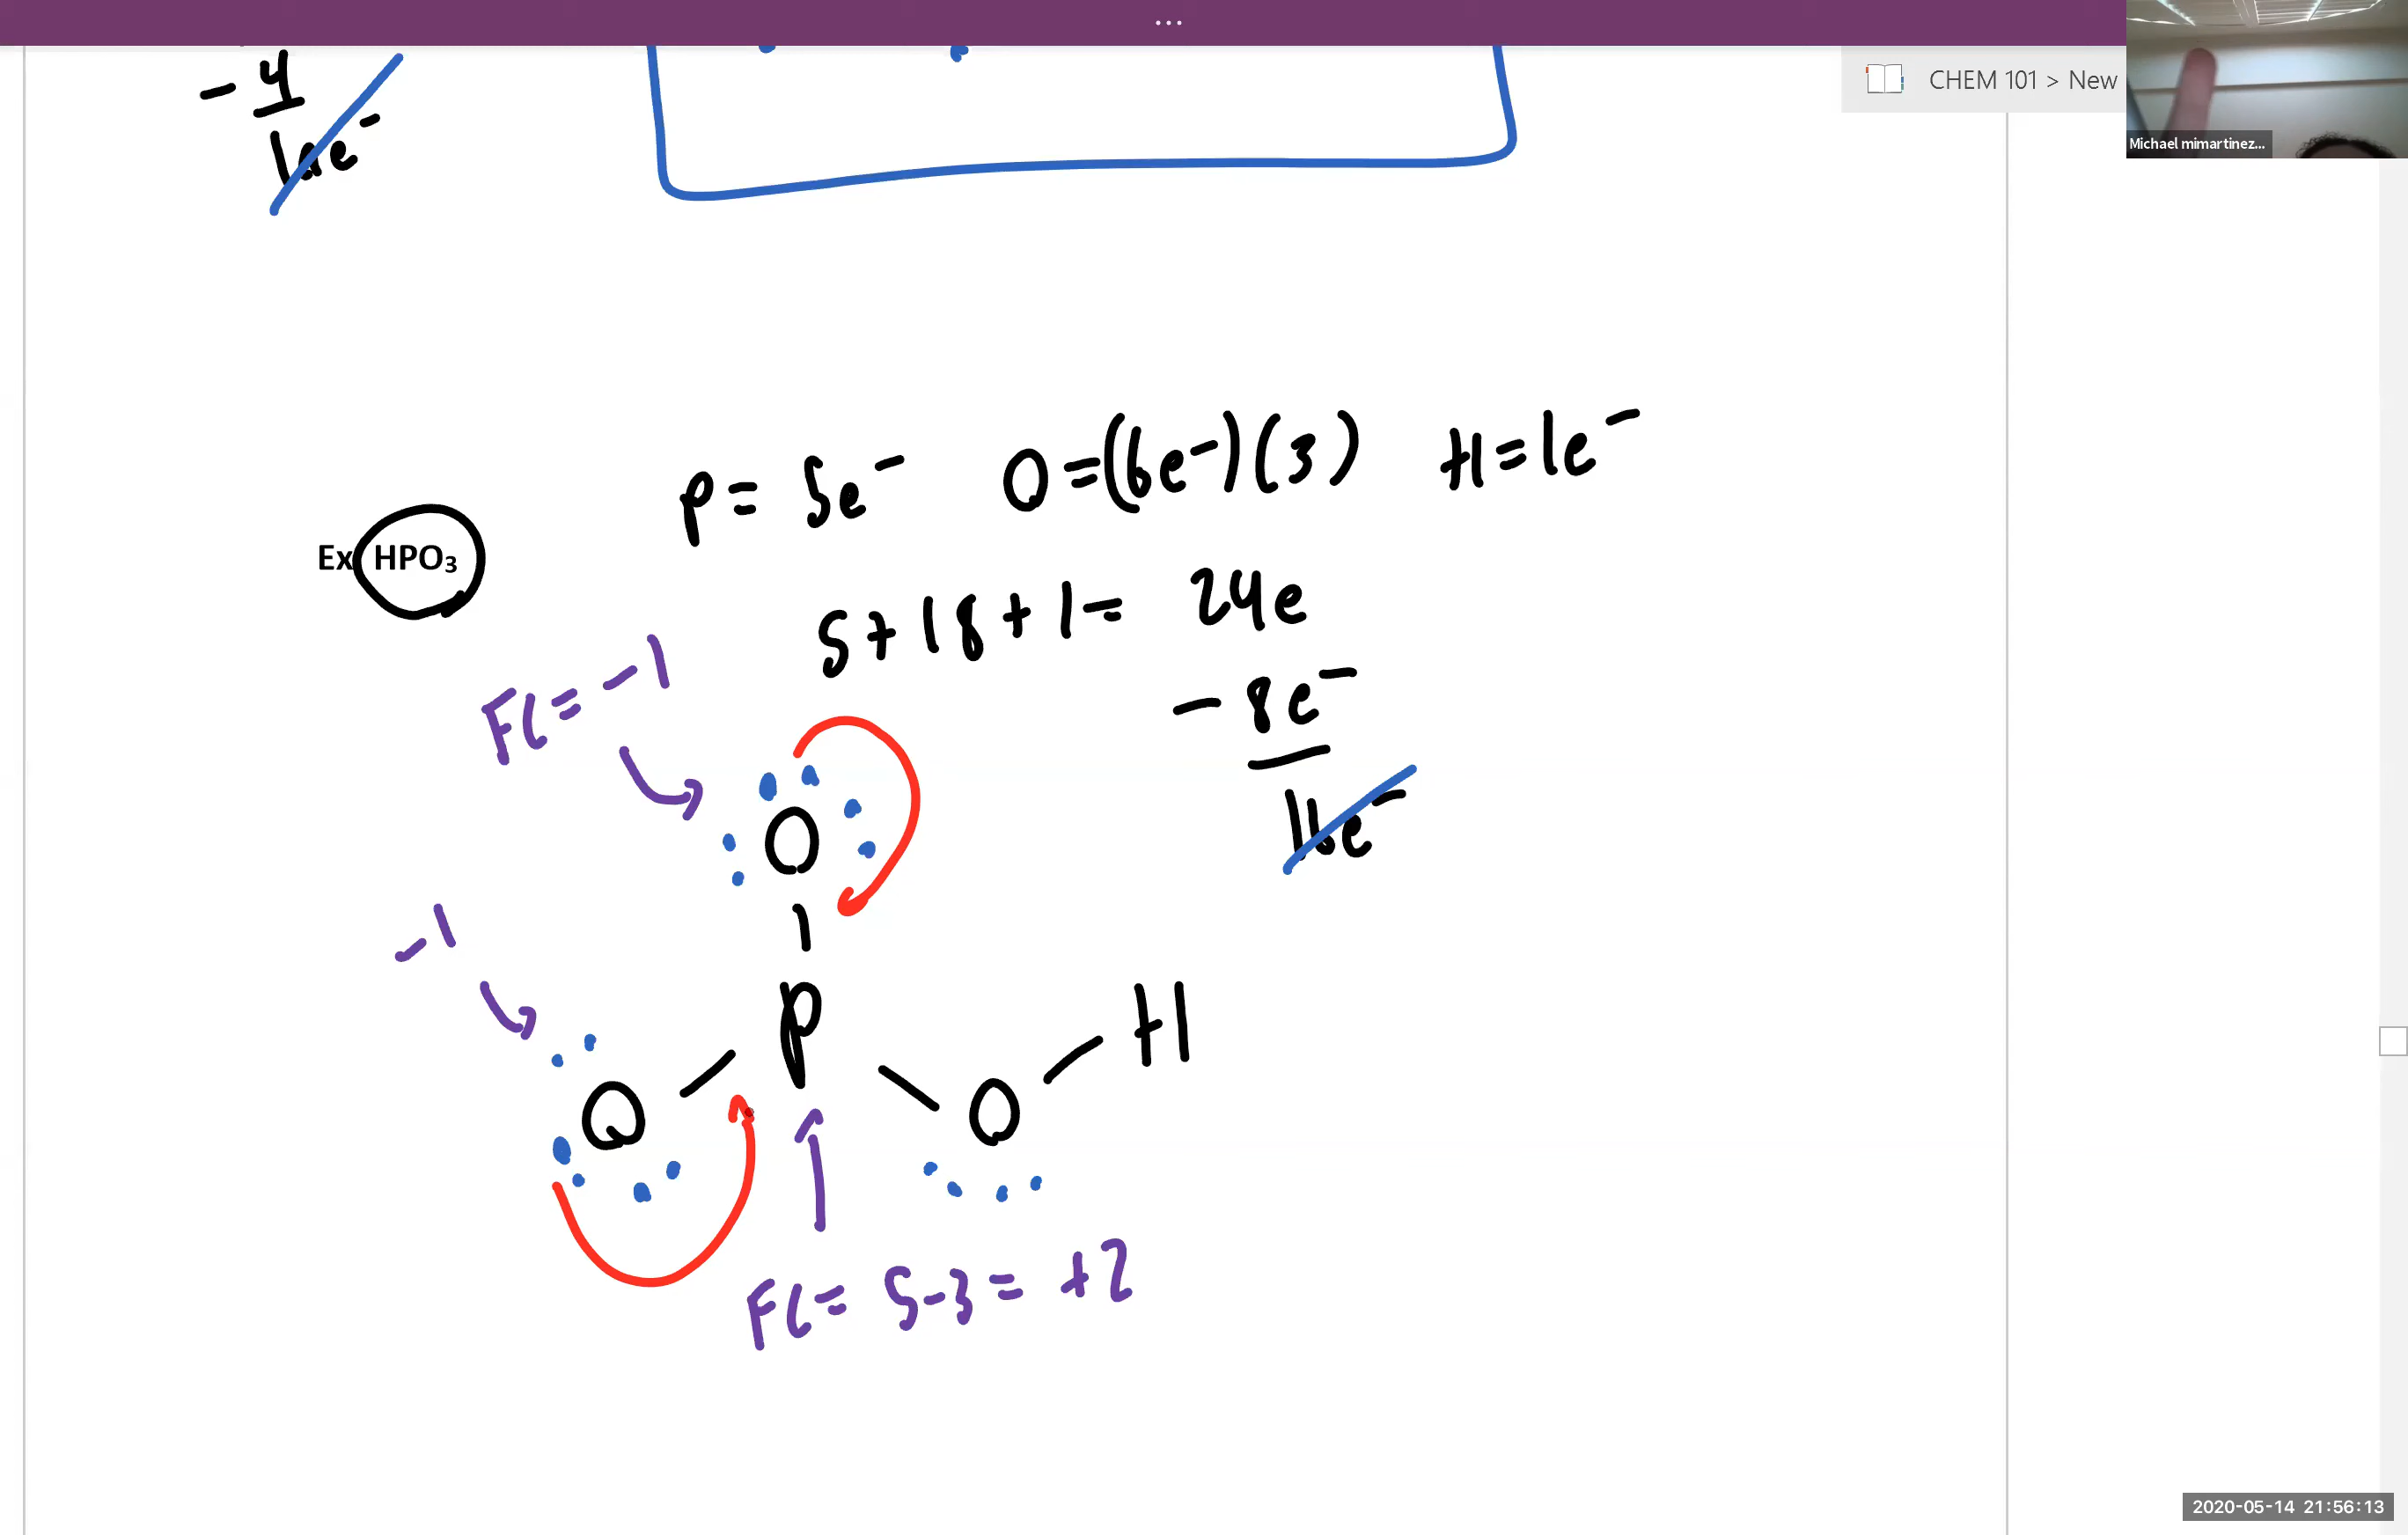 ...
CHEM 101 > New
Michael mimartinez...
- 4
e⁻
P = 5e⁻ O = (6e⁻)(3) H = 1e⁻
Ex HPO₃
5 + 18 + 1 = 24e
- 8e⁻
16e⁻
FC = -1
O
-1
P
H
O
O
FC = 5 - 3 = +2
2020-05-14 21:56:13